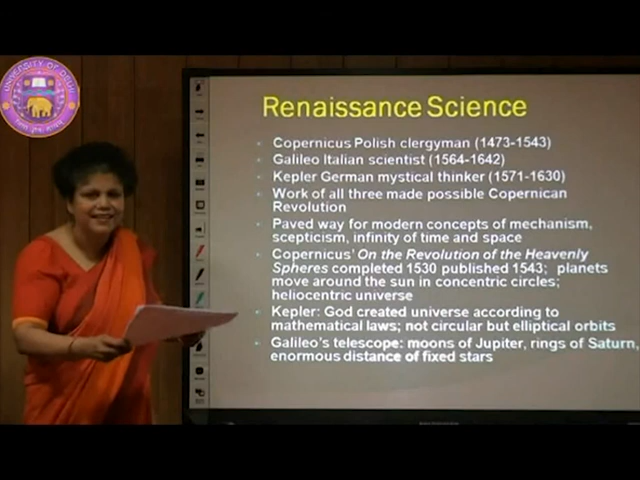 UNIVERSITY OF DELHI
Renaissance Science
Copernicus Polish clergyman (1473-1543)
Galileo Italian scientist (1564-1642)
Kepler German mystical thinker (1571-1630)
Work of all three made possible Copernican
Revolution
Paved way for modern concepts of mechanism,
scepticism, infinity of time and space
Copernicus' On the Revolution of the Heavenly
Spheres completed 1530 published 1543; planets
move around the sun in concentric circles;
heliocentric universe
Kepler: God created universe according to
mathematical laws; not circular but elliptical orbits
Galileo's telescope: moons of Jupiter, rings of Saturn,
enormous distance of fixed stars